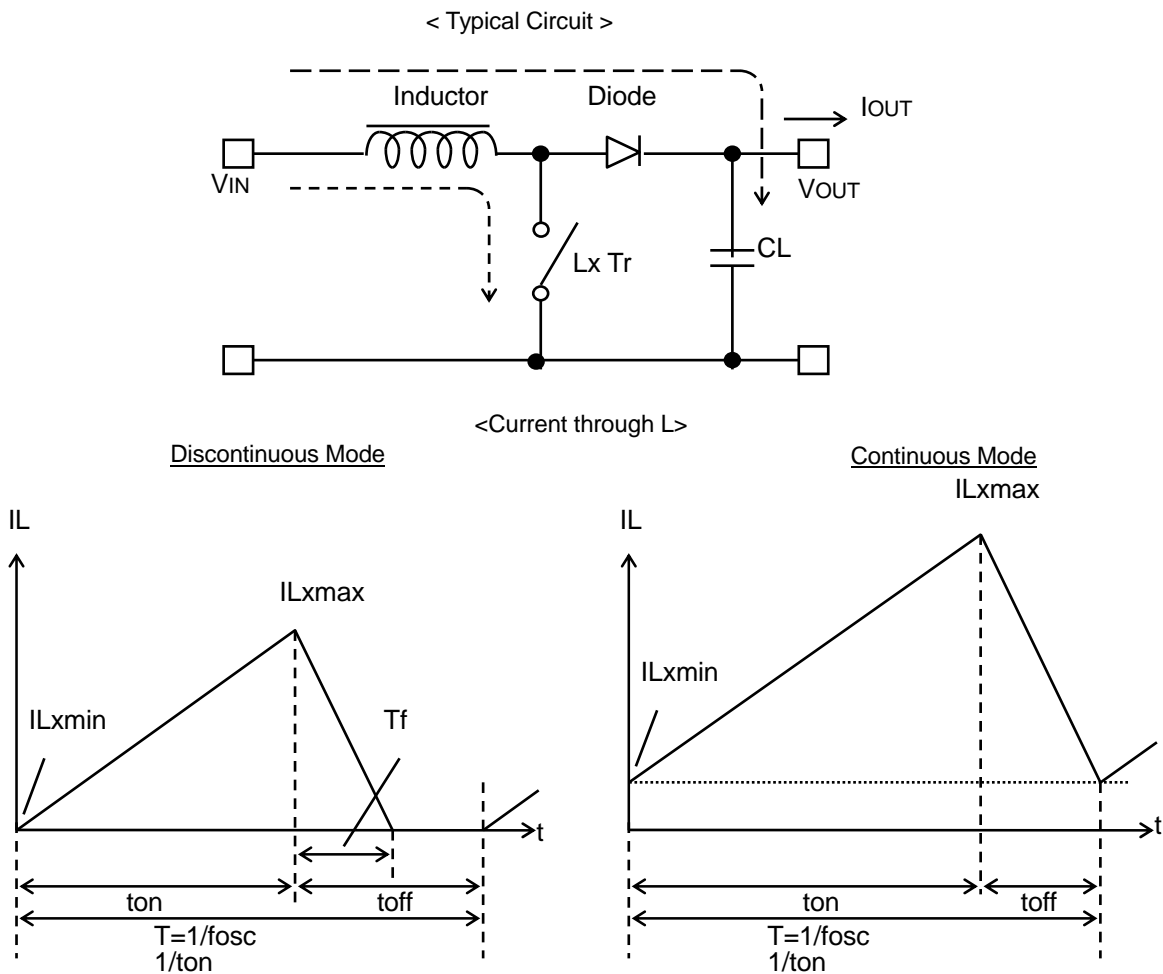 < Typical Circuit >
Inductor
Diode
IOUT
VIN
VOUT
Lx Tr
CL
<Current through L>
Discontinuous Mode
IL
ILxmax
ILxmin
Tf
t
ton
toff
T=1/fosc
1/ton
Continuous Mode
ILxmax
IL
ILxmin
t
ton
toff
T=1/fosc
1/ton